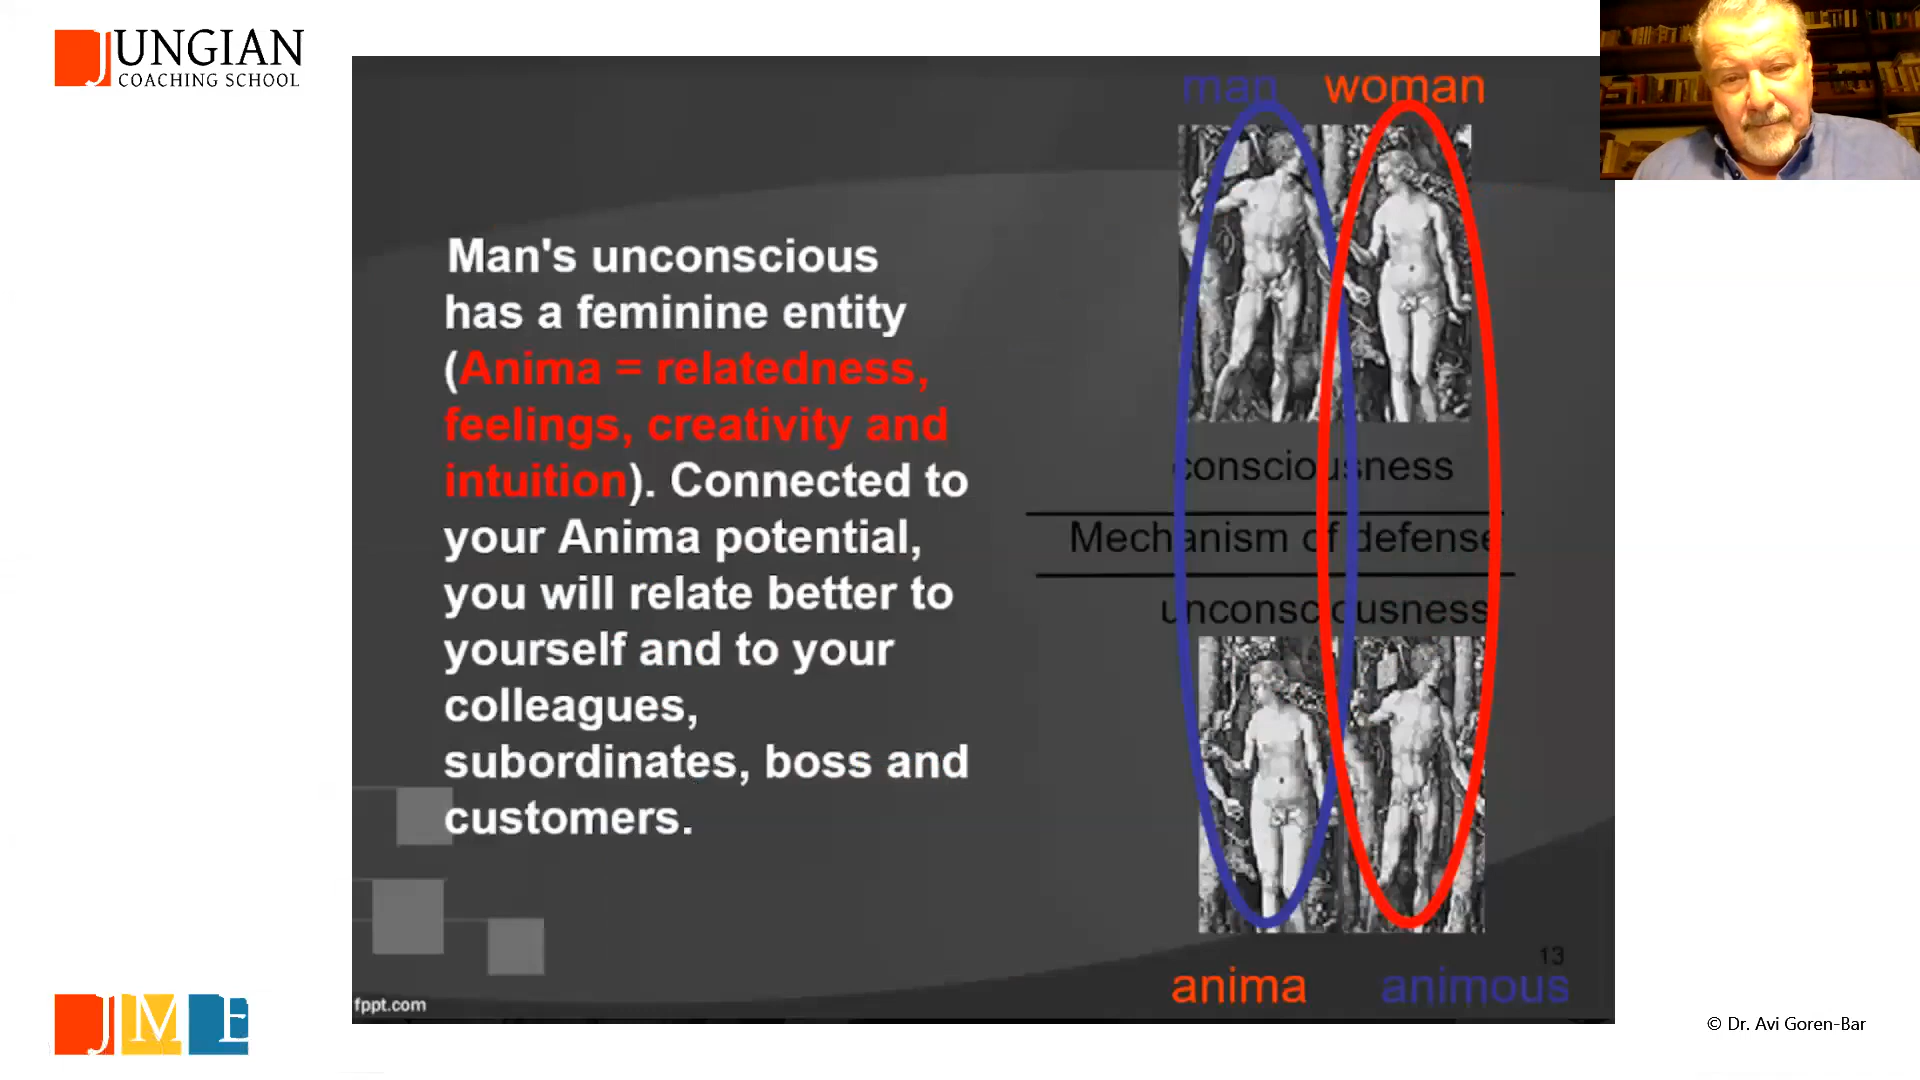 JUNGIAN
COACHING SCHOOL
man woman
Man's unconscious
has a feminine entity
(Anima = relatedness,
feelings, creativity and
intuition). Connected to
your Anima potential,
you will relate better to
yourself and to your
colleagues,
subordinates, boss and
customers.
consciousness
Mechanism of defense
unconsciousness
13
anima animous
fppt.com
JME
© Dr. Avi Goren-Bar